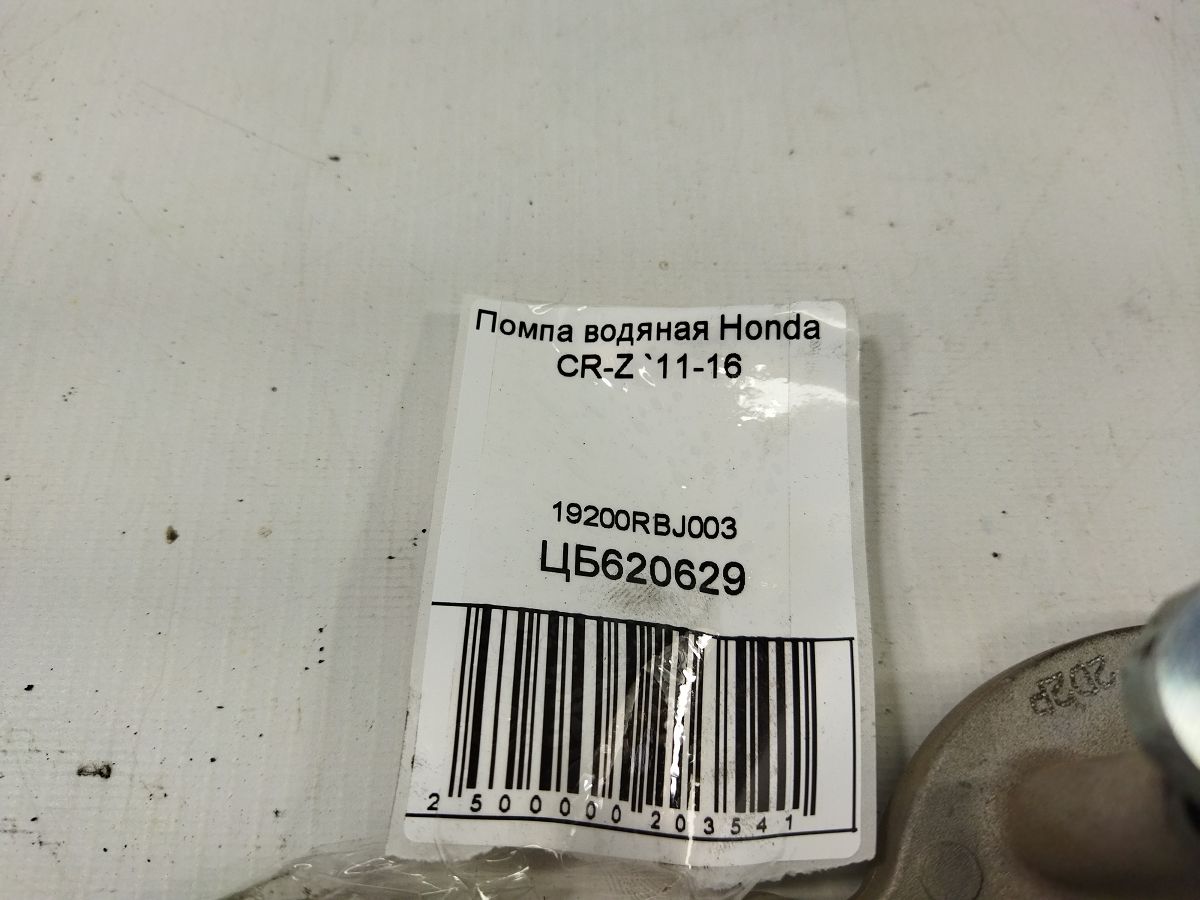 Помпа водяная Honda
CR-Z `11-16
19200RBJ003
ЦБ620629
2 500000 203541